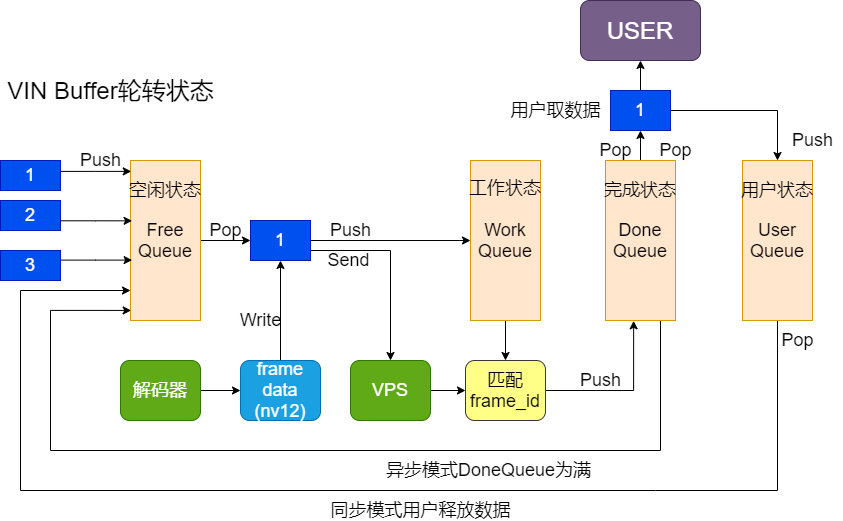 USER
VIN Buffer轮转状态
用户取数据
1
Push
Pop
Pop
Push
1
2
3
空闲状态
Free
Queue
Pop
1
Push
Send
工作状态
Work
Queue
完成状态
Done
Queue
用户状态
User
Queue
Write
Pop
解码器
frame
data
(nv12)
VPS
匹配
frame_id
Push
异步模式DoneQueue为满
同步模式用户释放数据